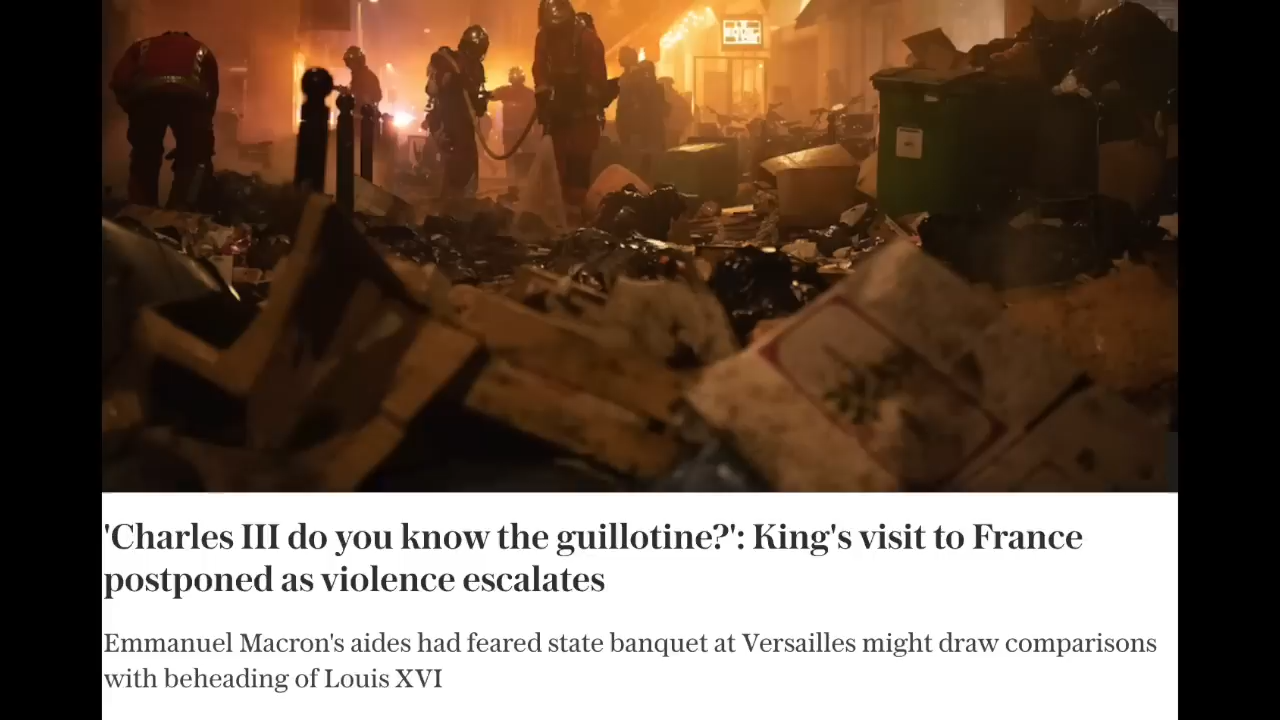 'Charles III do you know the guillotine?': King's visit to France
postponed as violence escalates
Emmanuel Macron's aides had feared state banquet at Versailles might draw comparisons
with beheading of Louis XVI